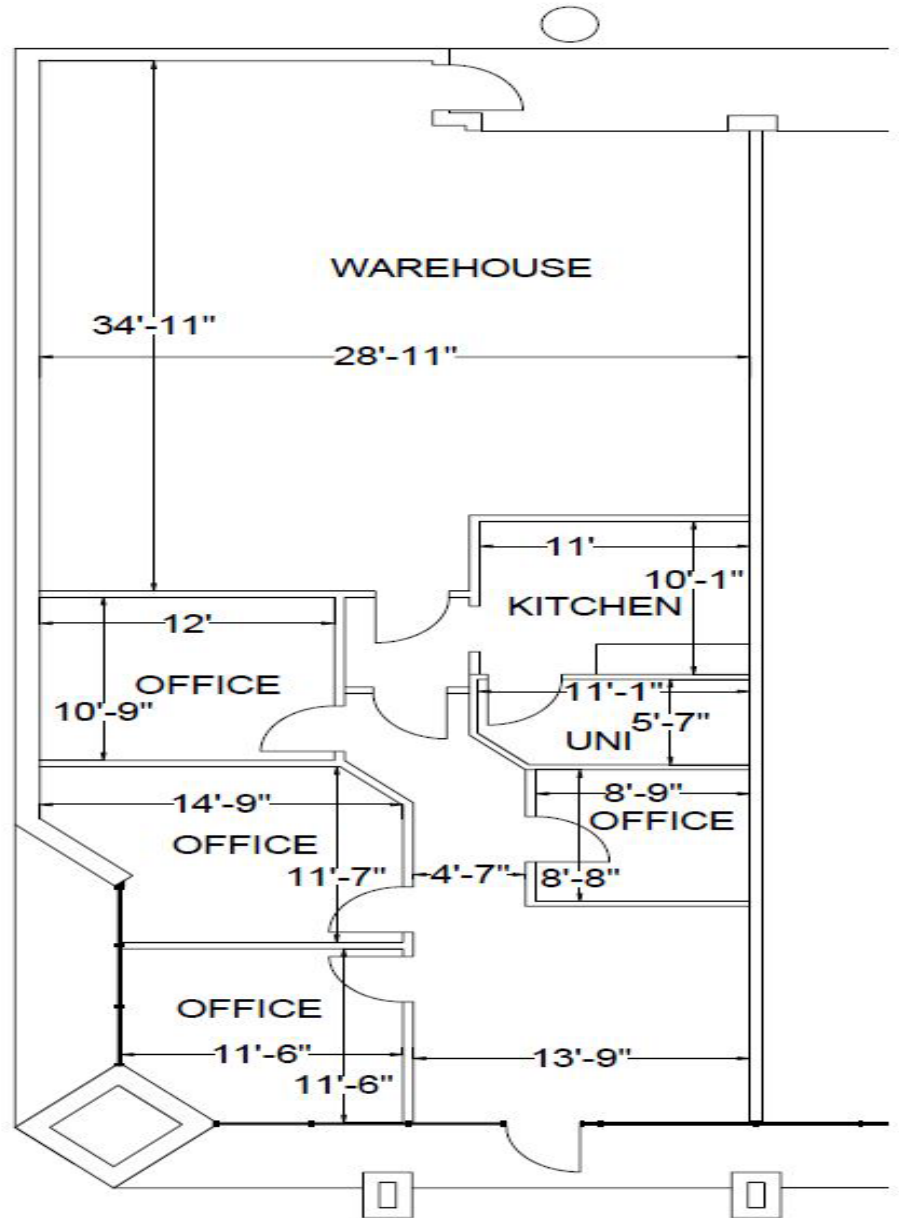 WAREHOUSE
34'-11"
28'-11"
11'
10'-1"
KITCHEN
12'
OFFICE
10'-9"
11'-1"
5'-7"
UNI
14'-9"
OFFICE
11'-7"
8'-9"
OFFICE
4'-7"
8'-8"
OFFICE
11'-6"
11'-6"
13'-9"